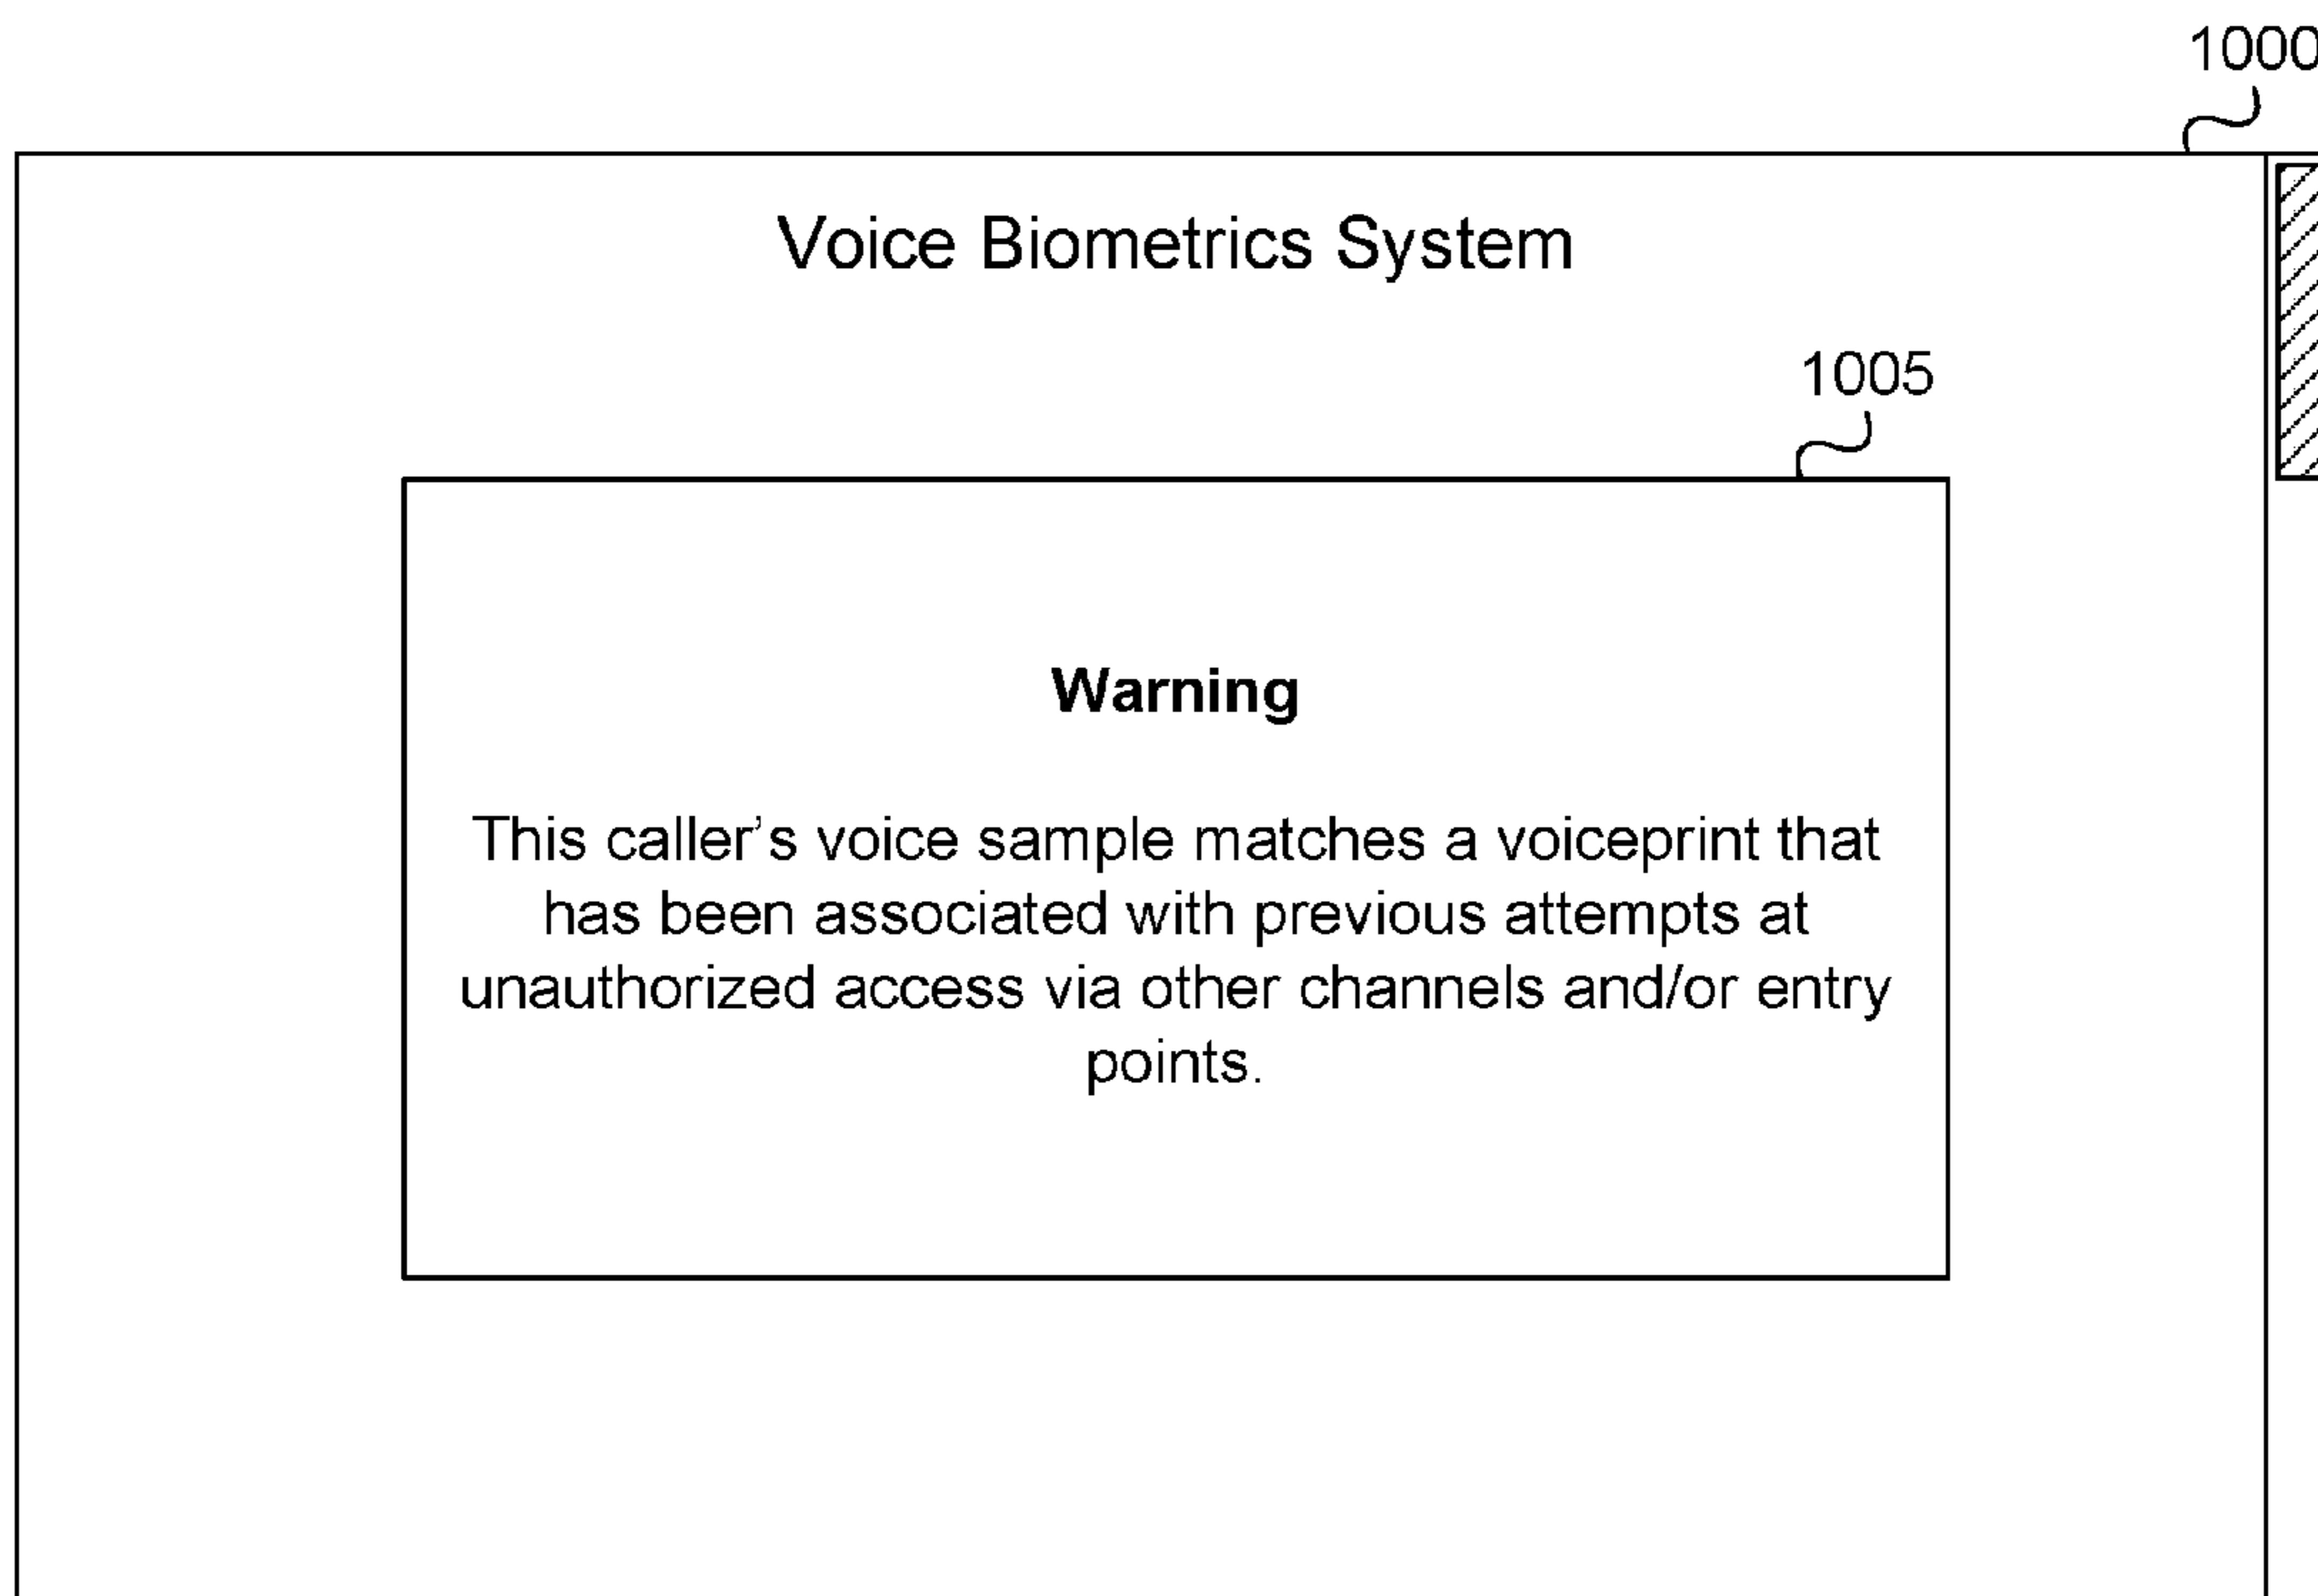 1000
Voice Biometrics System
1005
Warning
This caller's voice sample matches a voiceprint that
has been associated with previous attempts at
unauthorized access via other channels and/or entry
points.